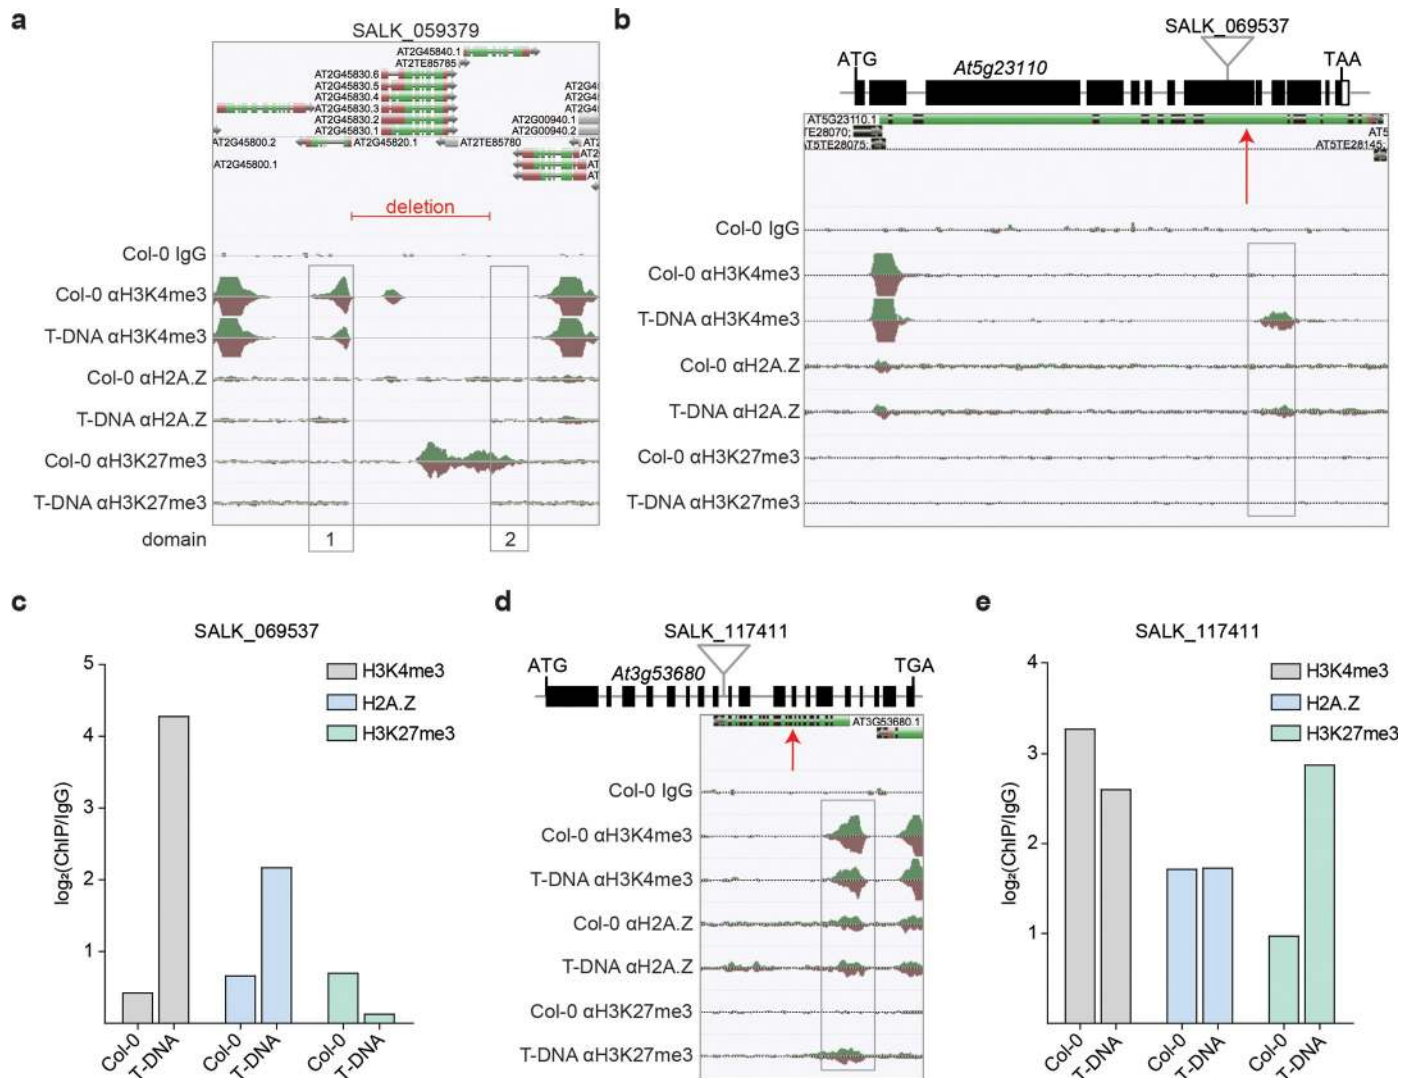 a
SALK_059379
AT2G45840.1
AT2TE85785
AT2G45830.6
AT2G45830.5
AT2G45830.4
AT2G45830.3
AT2G45830.2
AT2G45830.1
AT2G00940.1
AT2G00940.2
AT2G45800.2
AT2G45820.1
AT2TE85780
AT2G45800.1
deletion
Col-0 IgG
Col-0 αH3K4me3
T-DNA αH3K4me3
Col-0 αH2A.Z
T-DNA αH2A.Z
Col-0 αH3K27me3
T-DNA αH3K27me3
domain 1 2
b
SALK_069537
ATG At5g23110 TAA
AT5G23110.1
TE28070;
AT5TE28145;
Col-0 IgG
Col-0 αH3K4me3
T-DNA αH3K4me3
Col-0 αH2A.Z
T-DNA αH2A.Z
Col-0 αH3K27me3
T-DNA αH3K27me3
c
SALK_069537
log₂(ChIP/IgG)
5
4
3
2
1
H3K4me3
H2A.Z
H3K27me3
Col-0 T-DNA Col-0 T-DNA Col-0 T-DNA
d
SALK_117411
ATG At3g53680 TGA
AT3G53680.1
Col-0 IgG
Col-0 αH3K4me3
T-DNA αH3K4me3
Col-0 αH2A.Z
T-DNA αH2A.Z
Col-0 αH3K27me3
T-DNA αH3K27me3
e
SALK_117411
log₂(ChIP/IgG)
4
3
2
1
H3K4me3
H2A.Z
H3K27me3
Col-0 T-DNA Col-0 T-DNA Col-0 T-DNA